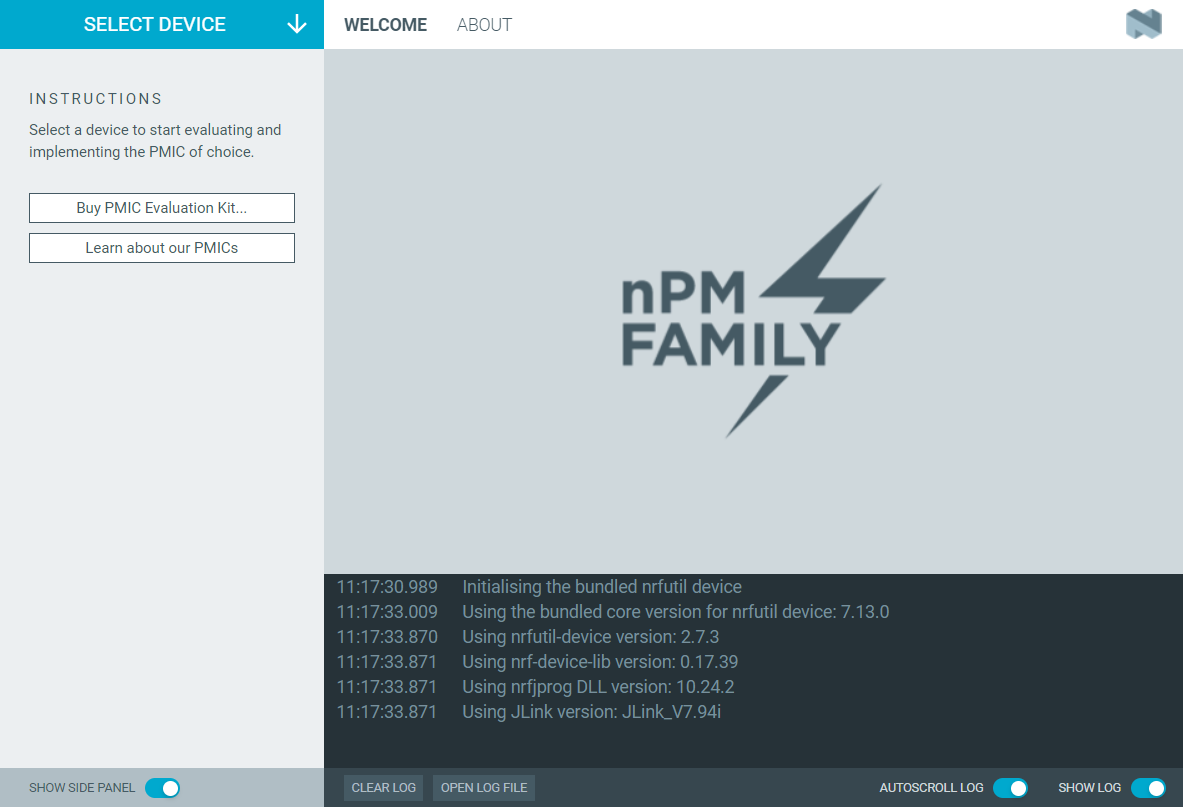 SELECT DEVICE
WELCOME ABOUT
INSTRUCTIONS
Select a device to start evaluating and
implementing the PMIC of choice.
Buy PMIC Evaluation Kit...
Learn about our PMICs
nPM
FAMILY
11:17:30.989 Initialising the bundled nrfutil device
11:17:33.009 Using the bundled core version for nrfutil device: 7.13.0
11:17:33.870 Using nrfutil-device version: 2.7.3
11:17:33.871 Using nrf-device-lib version: 0.17.39
11:17:33.871 Using nrfjprog DLL version: 10.24.2
11:17:33.871 Using JLink version: JLink_V7.94i
SHOW SIDE PANEL
CLEAR LOG OPEN LOG FILE AUTOSCROLL LOG SHOW LOG